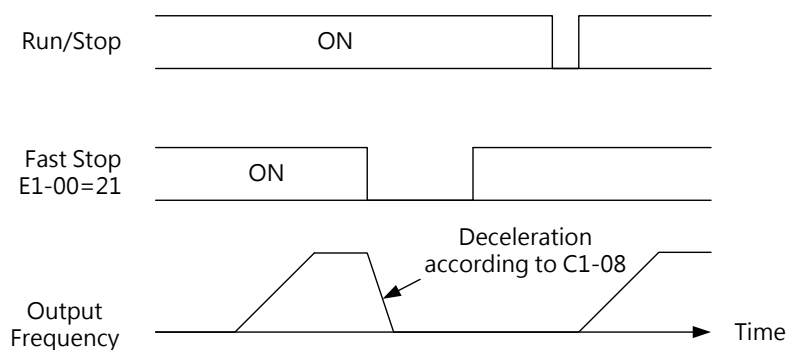 Run/Stop
ON
Fast Stop
E1-00=21
ON
Deceleration
according to C1-08
Output
Frequency
Time